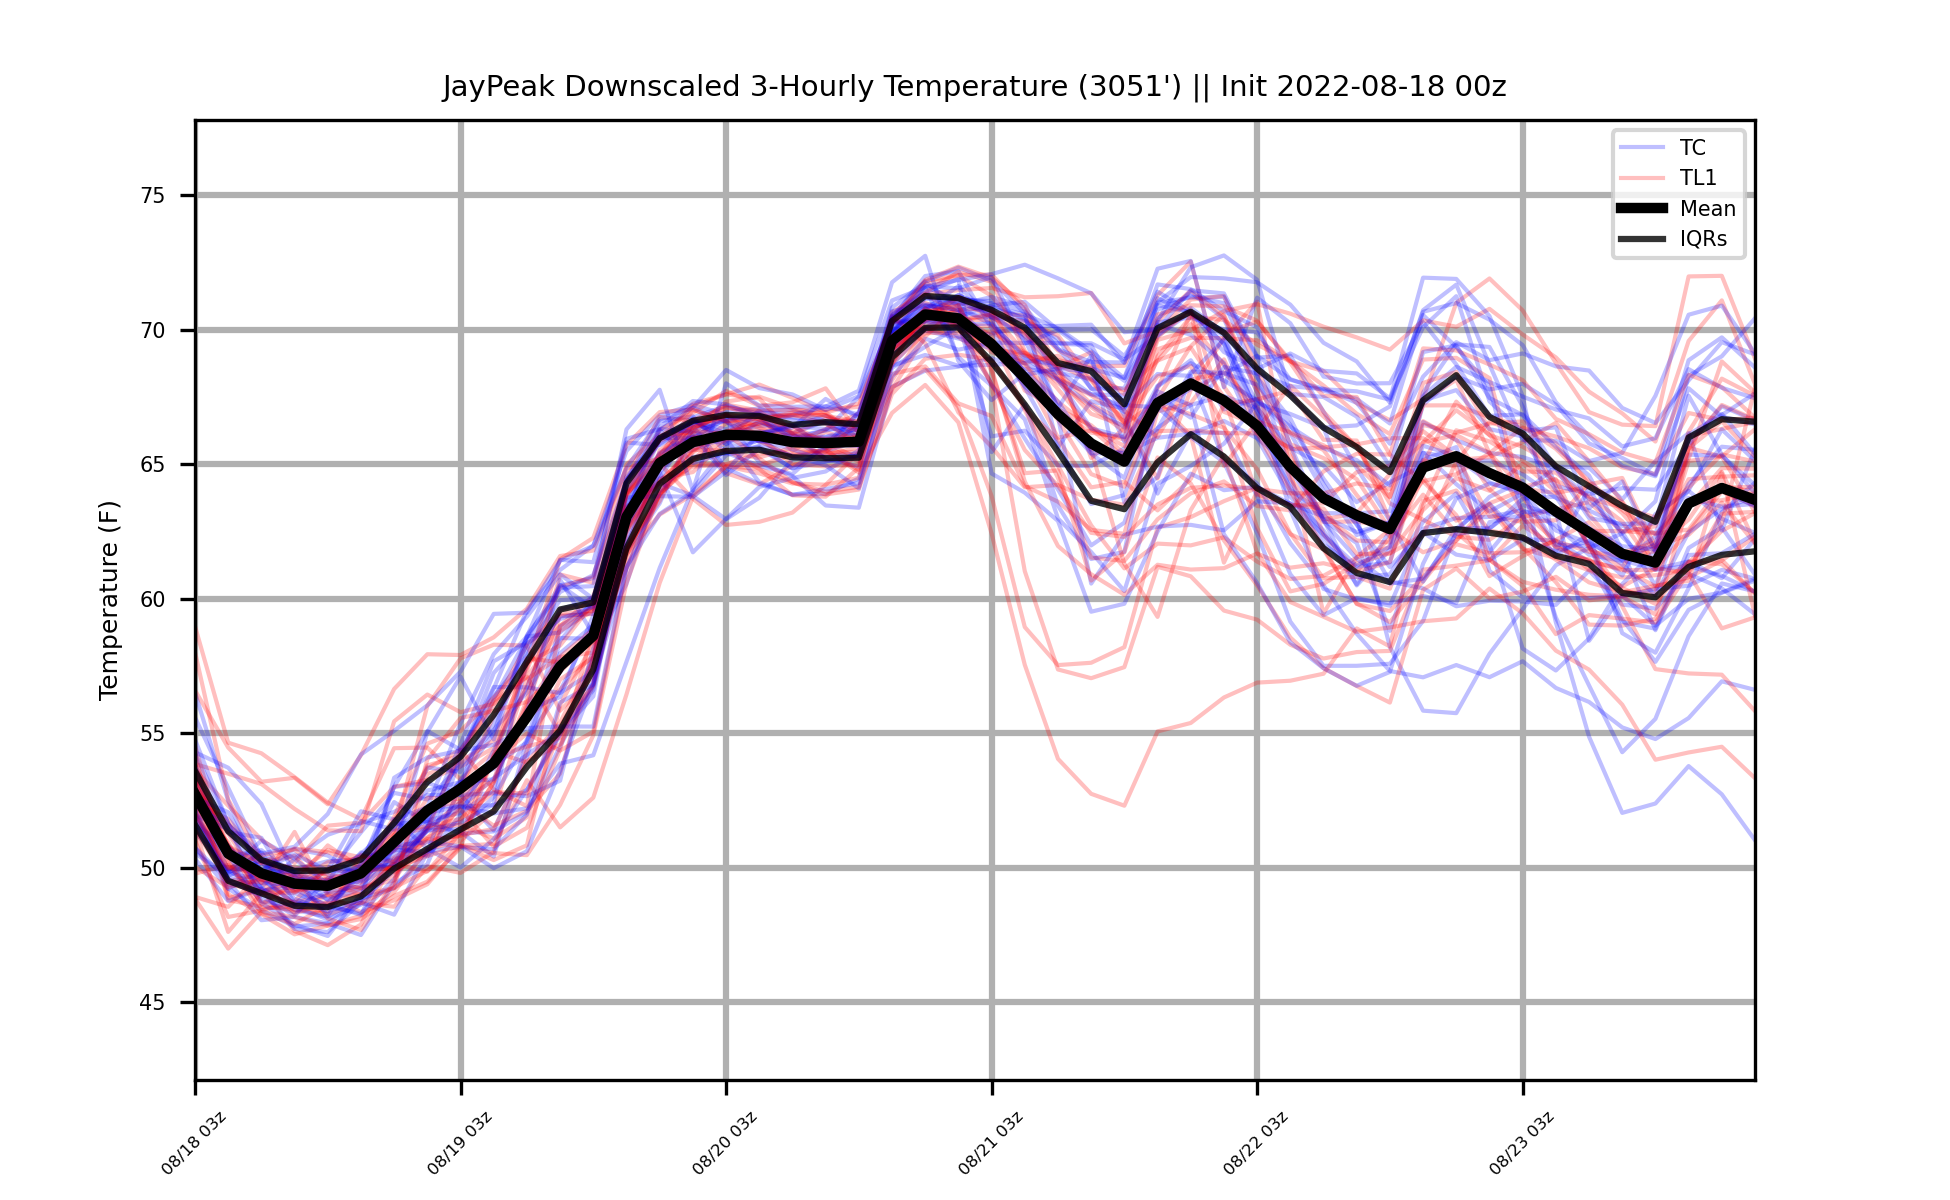 JayPeak Downscaled 3-Hourly Temperature (3051') || Init 2022-08-18 00z
TC
TL1
Mean
IQRs
Temperature (F)
75
70
65
60
55
50
45
08/18 03z
08/19 03z
08/20 03z
08/21 03z
08/22 03z
08/23 03z